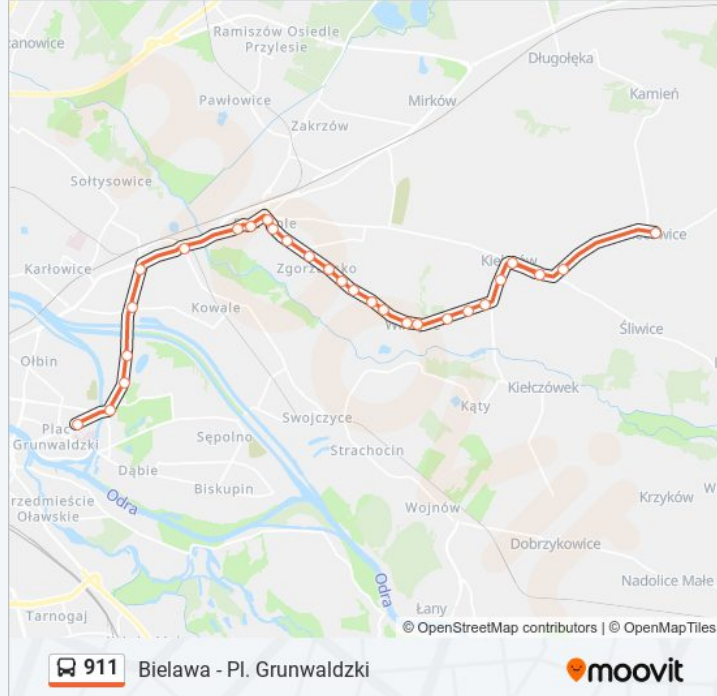 ranowice
Ramiszów Osiedle
Przylesie
Długołęka
Pawłowice
Mirków
Kamień
Zakrzów
Sołtysowice
Karłowice
Kowale
Śliwice
Ołbin
Kiełczówek
Kąty
Swojczyce
Plac
Grunwaldzki
Sępolno
Strachocin
Dąbie
Biskupin
rzedmieście
Oławskie
Odra
Wojnów
Krzyków
Dobrzykowice
Nadolice Małe
Odra
Łany
Tarnogaj
© OpenStreetMap contributors | © OpenMapTiles
911 Bielawa - Pl. Grunwaldzki
moovit